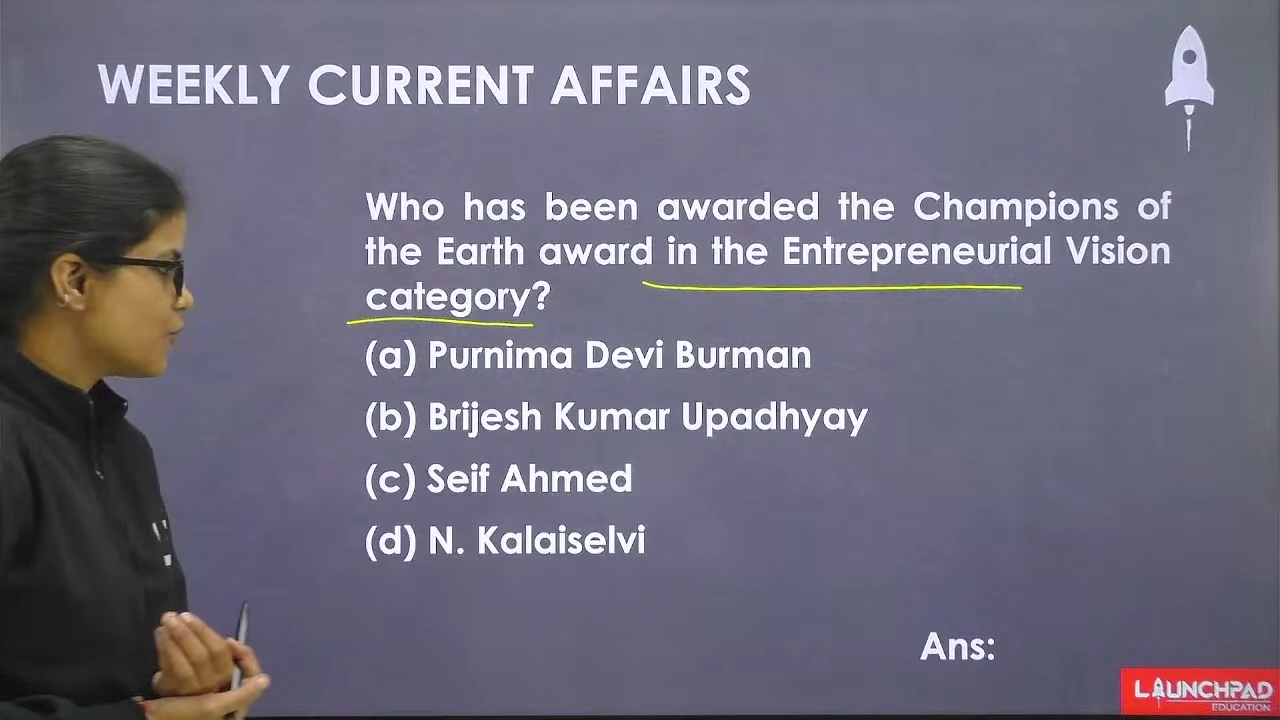 WEEKLY CURRENT AFFAIRS
Who has been awarded the Champions of
the Earth award in the Entrepreneurial Vision
category?
(a) Purnima Devi Burman
(b) Brijesh Kumar Upadhyay
(c) Seif Ahmed
(d) N. Kalaiselvi
Ans:
LAUNCHPAD
EDUCATION